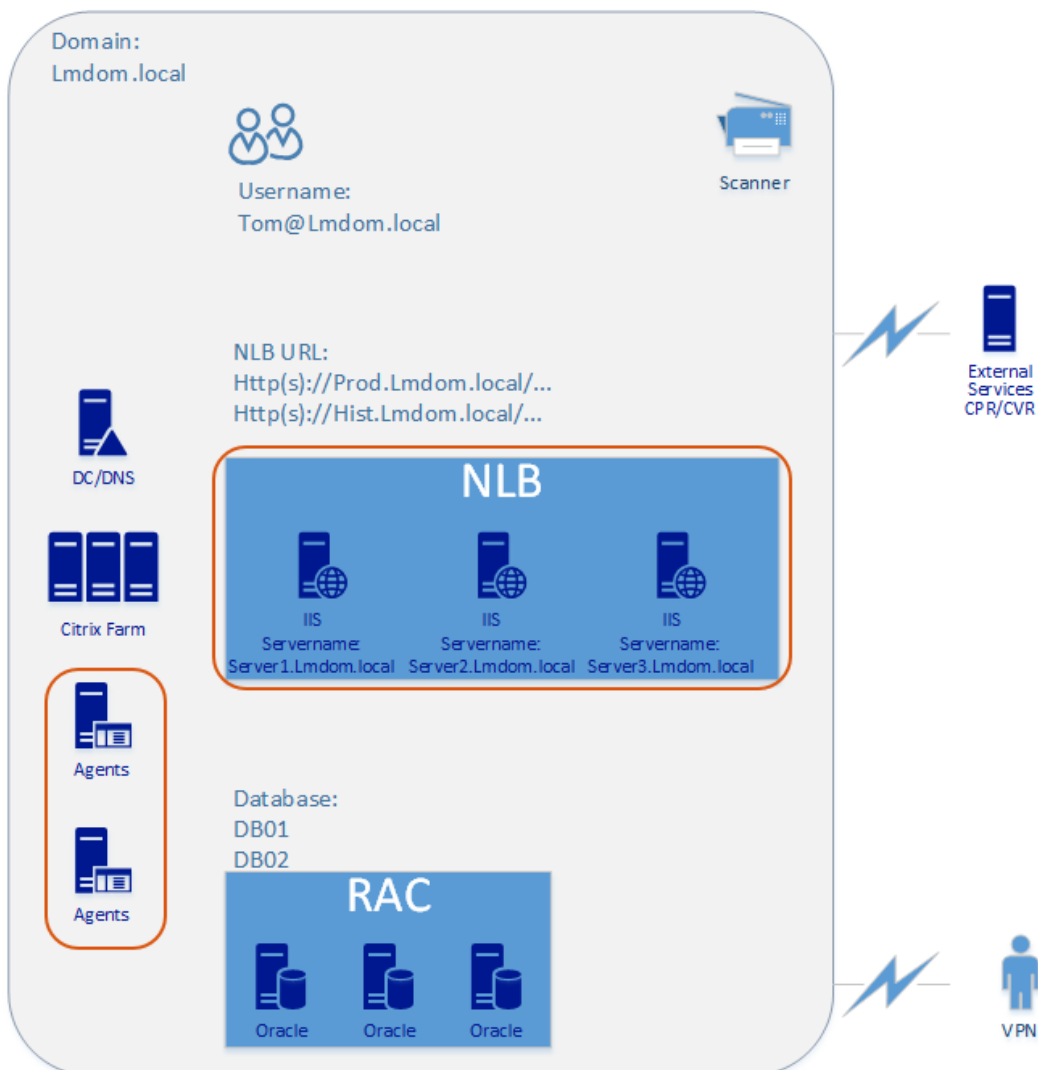 Domain:
Lmdom.local
Username:
Tom@Lmdom.local
Scanner
NLB URL:
Http(s)://Prod.Lmdom.local/...
Http(s)://Hist.Lmdom.local/...
External
Services
CPR/CVR
DC/DNS
NLB
IIS
Servername:
Server1.Lmdom.local
IIS
Servername:
Server2.Lmdom.local
IIS
Servername:
Server3.Lmdom.local
Citrix Farm
Agents
Agents
Database:
DB01
DB02
RAC
Oracle
Oracle
Oracle
VPN